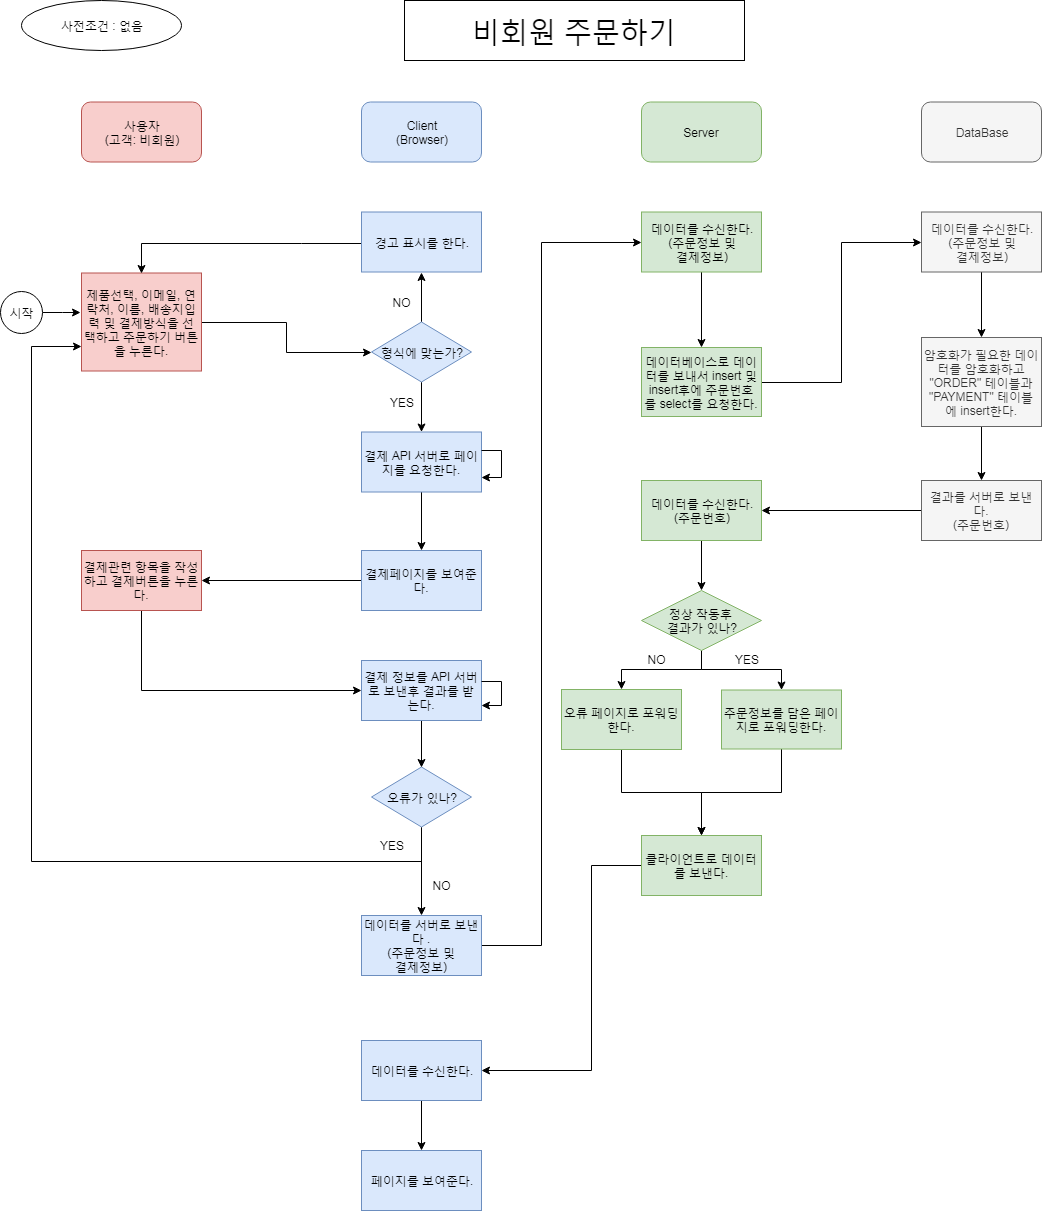 사전조건 : 없음
비회원 주문하기
사용자
(고객: 비회원)
Client
(Browser)
Server
DataBase
시작
제품선택, 이메일, 연
락처, 이름, 배송지입
력 및 결제방식을 선
택하고 주문하기 버튼
을 누른다.
경고 표시를 한다.
NO
형식에 맞는가?
YES
결제 API 서버로 페이
지를 요청한다.
결제페이지를 보여준
다.
결제관련 항목을 작성
하고 결제버튼을 누른
다.
결제 정보를 API 서버
로 보낸후 결과를 받
는다.
오류가 있나?
YES
NO
데이터를 서버로 보낸
다 .
(주문정보 및
결제정보)
데이터를 수신한다.
(주문정보 및
결제정보)
데이터베이스로 데이
터를 보내서 insert 및
insert후에 주문번호
를 select를 요청한다.
데이터를 수신한다.
(주문정보 및
결제정보)
암호화가 필요한 데이
터를 암호화하고
"ORDER" 테이블과
"PAYMENT" 테이블
에 insert한다.
결과를 서버로 보낸
다.
(주문번호)
데이터를 수신한다.
(주문번호)
정상 작동후
결과가 있나?
NO
YES
오류 페이지로 포워딩
한다.
주문정보를 담은 페이
지로 포워딩한다.
클라이언트로 데이터
를 보낸다.
데이터를 수신한다.
페이지를 보여준다.